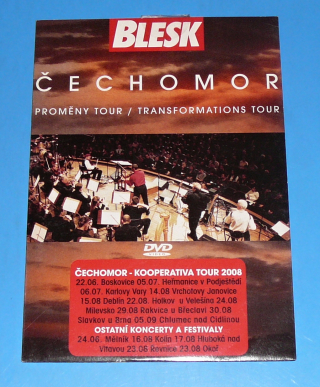 BLESK
ČECHOMOR
PROMĚNY TOUR / TRANSFORMATIONS TOUR
DVD
VIDEO
ČECHOMOR - KOOPERATIVA TOUR 2008
22.06. Boskovice 05.07. Heřmanice v Podještědí
06.07. Karlovy Vary 14.08 Vrchotovy Janovice
15.08 Deblín 22.08. Holkov u Velešína 24.08
Milevsko 29.08 Rakvice u Břeclavi 30.08
Slavkov u Brna 05.09 Chlumec nad Cidlinou
OSTATNÍ KONCERTY A FESTIVALY
24.06. Mělník 16.08 Kolín 17.08 Hluboká nad
Vltavou 23.08 Řevnice 23.08 Okoř